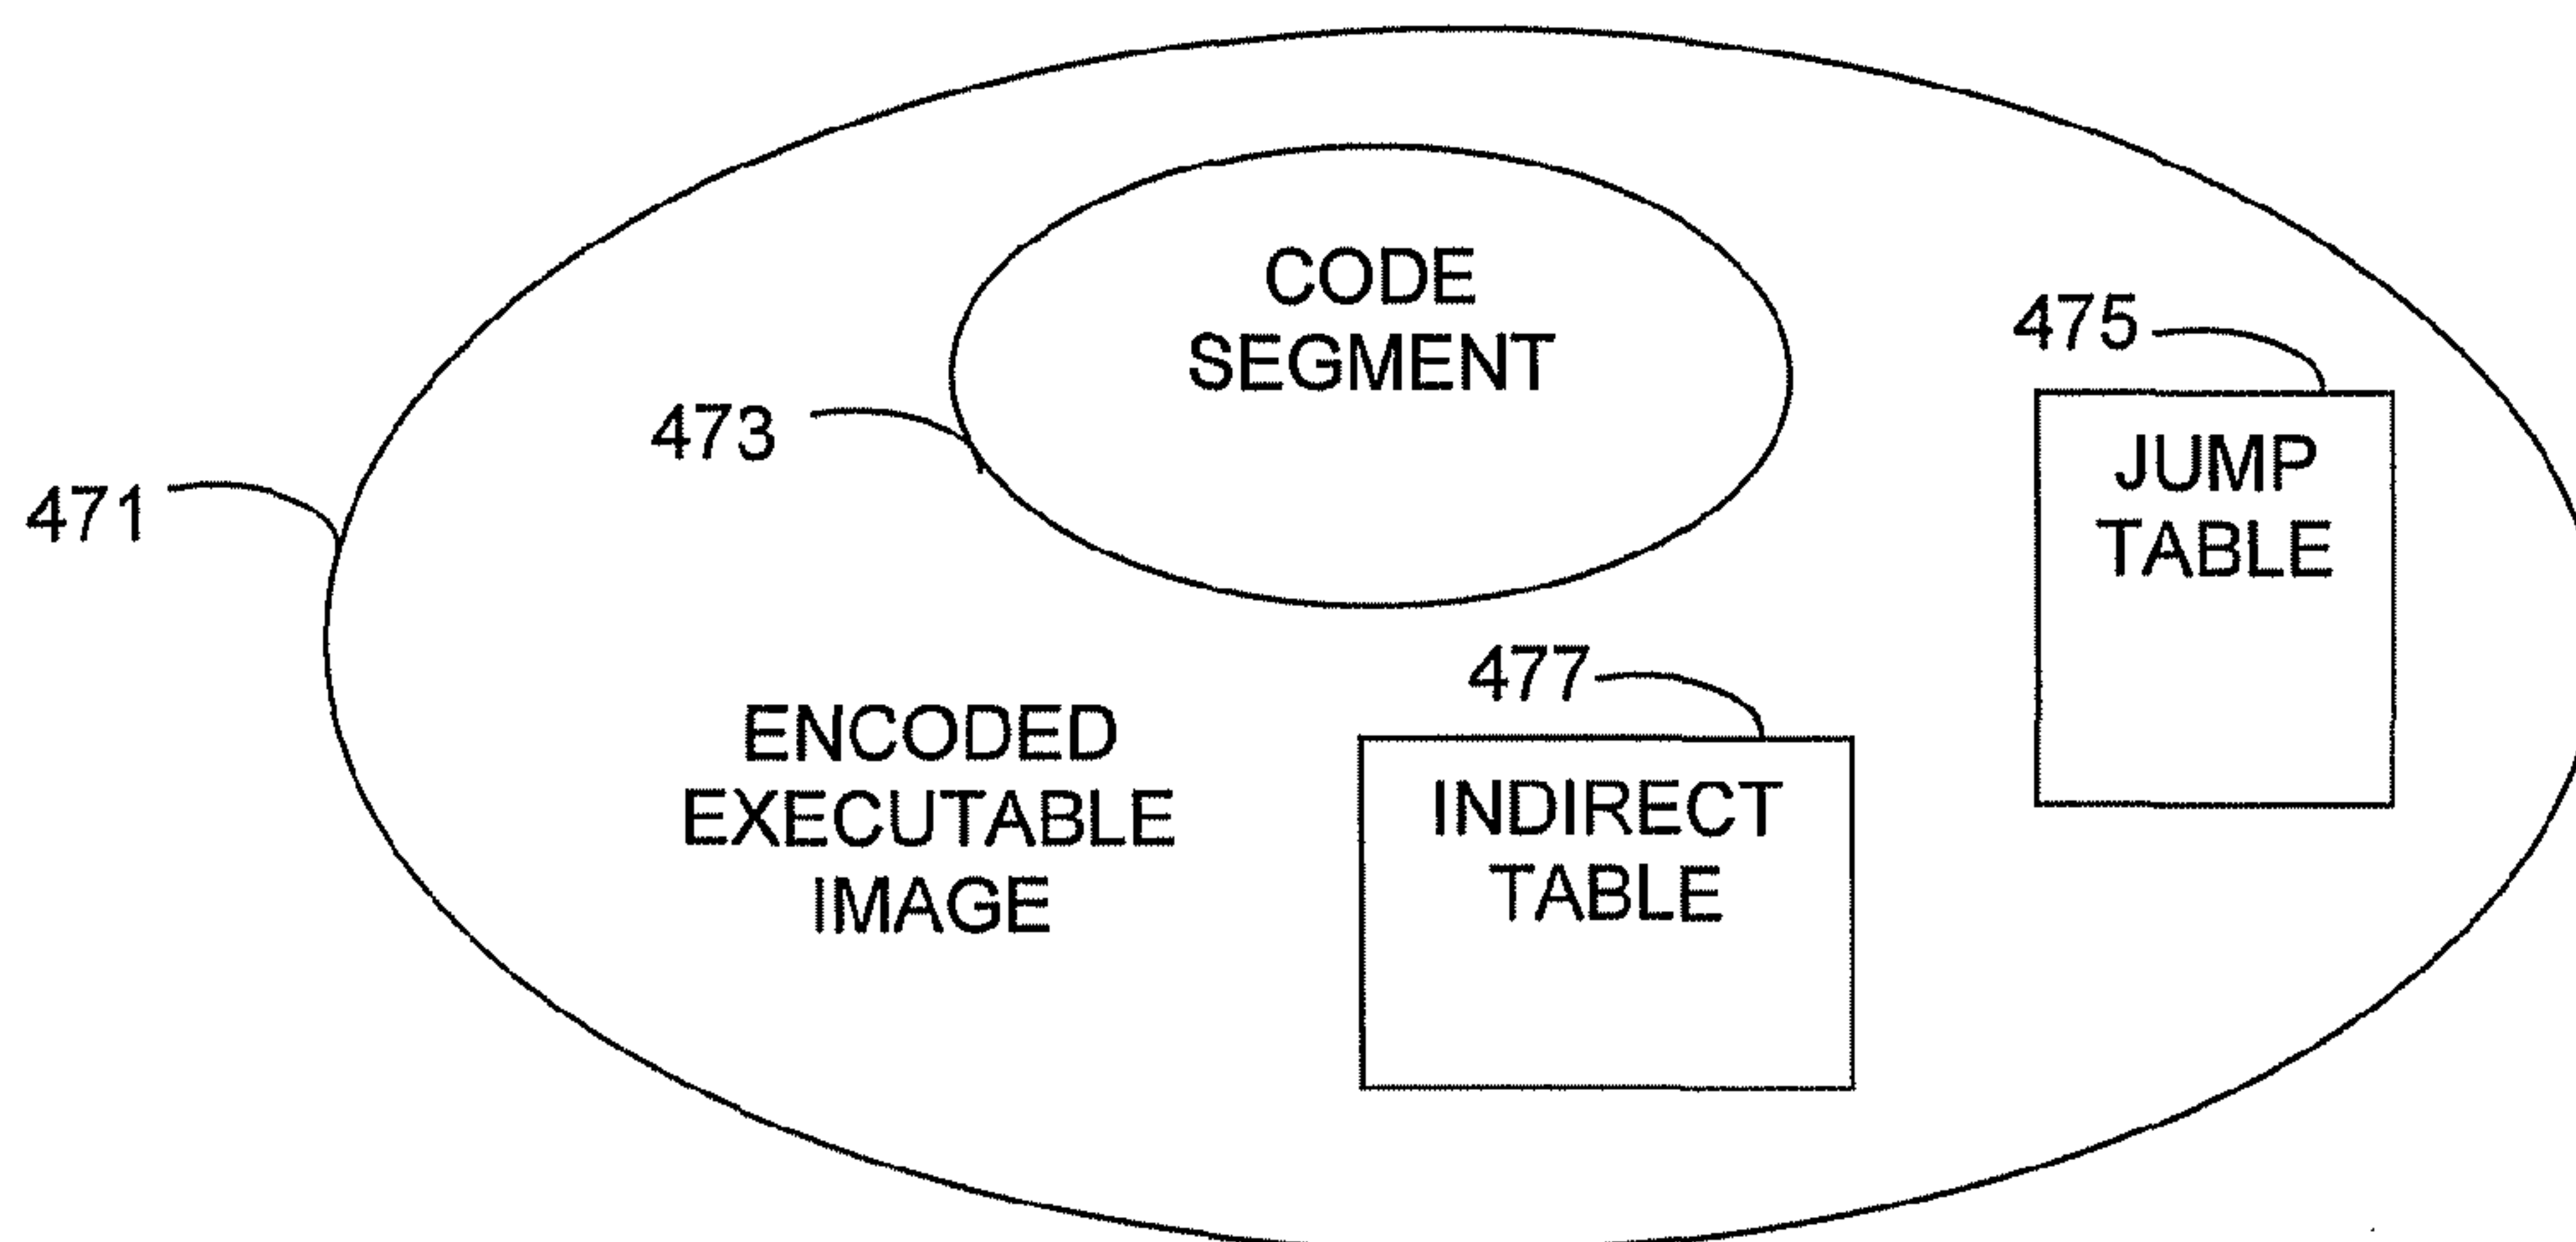 CODE
SEGMENT
475
JUMP
TABLE
473
471
477
INDIRECT
TABLE
ENCODED
EXECUTABLE
IMAGE